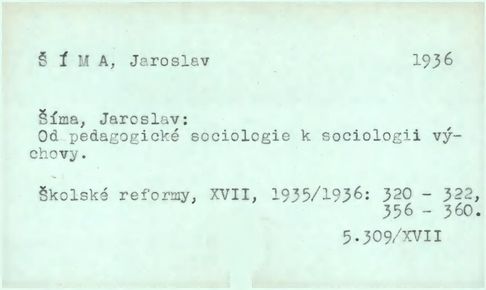 Š Í M A, Jaroslav 1936
Šíma, Jaroslav:
Od pedagogické sociologie k sociologii vý-
chovy.
Školské reformy, XVII, 1935/1936: 320 - 322,
356 - 360.
5.309/XVII